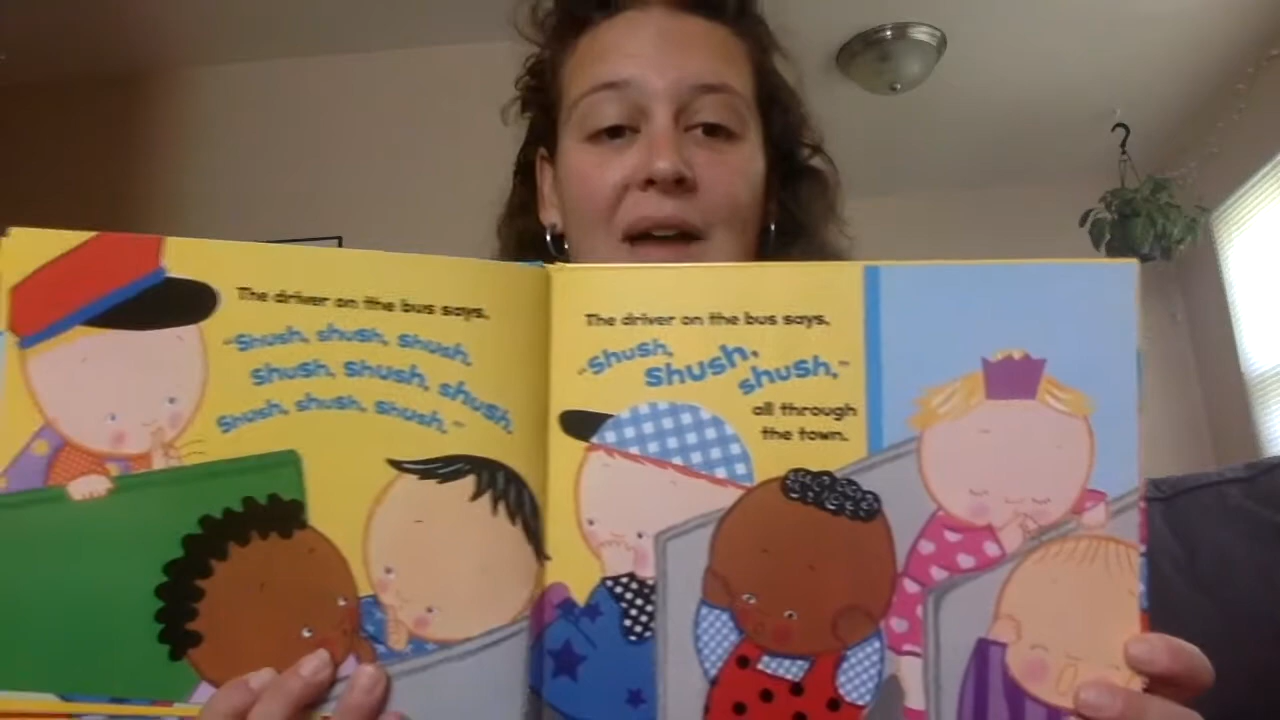 The driver on the bus says,
"Shush, shush, shush,
shush, shush, shush,
Shush, shush, shush."
The driver on the bus says,
"Shush,
shush,
shush,"
all through
the town.